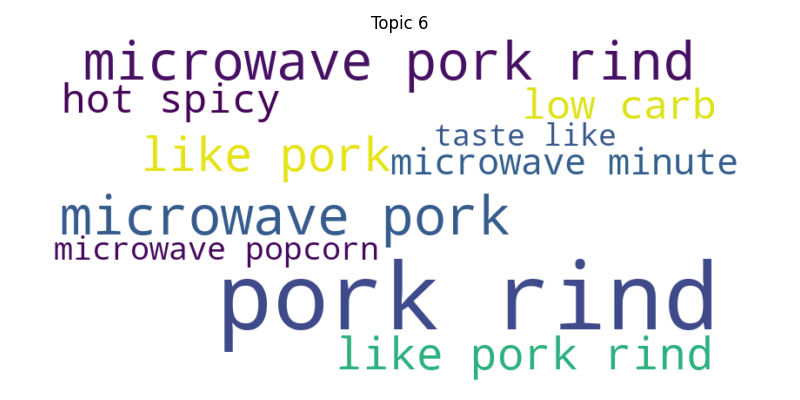 Topic 6
microwave pork rind
hot spicy
low carb
taste like
like pork
microwave minute
microwave pork
microwave popcorn
pork rind
like pork rind